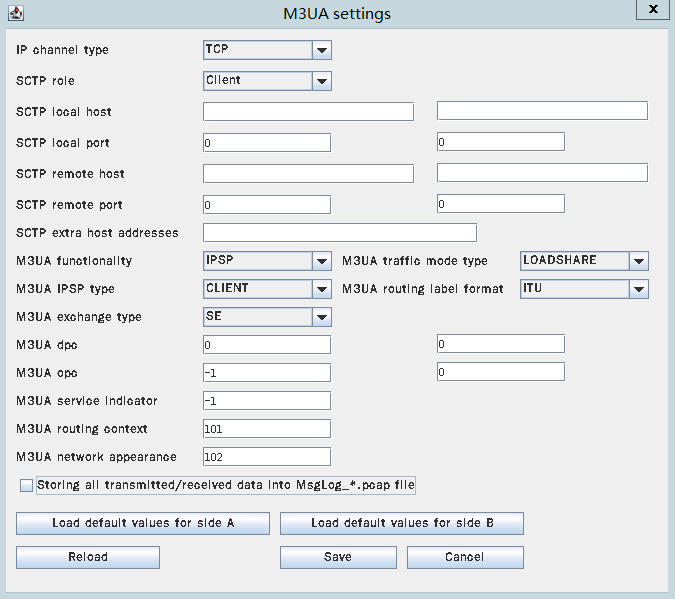 M3UA settings
x
IP channel type TCP
SCTP role Client
SCTP local host
SCTP local port 0 0
SCTP remote host
SCTP remote port 0 0
SCTP extra host addresses
M3UA functionality IPSP M3UA traffic mode type LOADSHARE
M3UA IPSP type CLIENT M3UA routing label format ITU
M3UA exchange type SE
M3UA dpc 0 0
M3UA opc -1 0
M3UA service indicator -1
M3UA routing context 101
M3UA network appearance 102
Storing all transmitted/received data into MsgLog_*.pcap file
Load default values for side A Load default values for side B
Reload Save Cancel